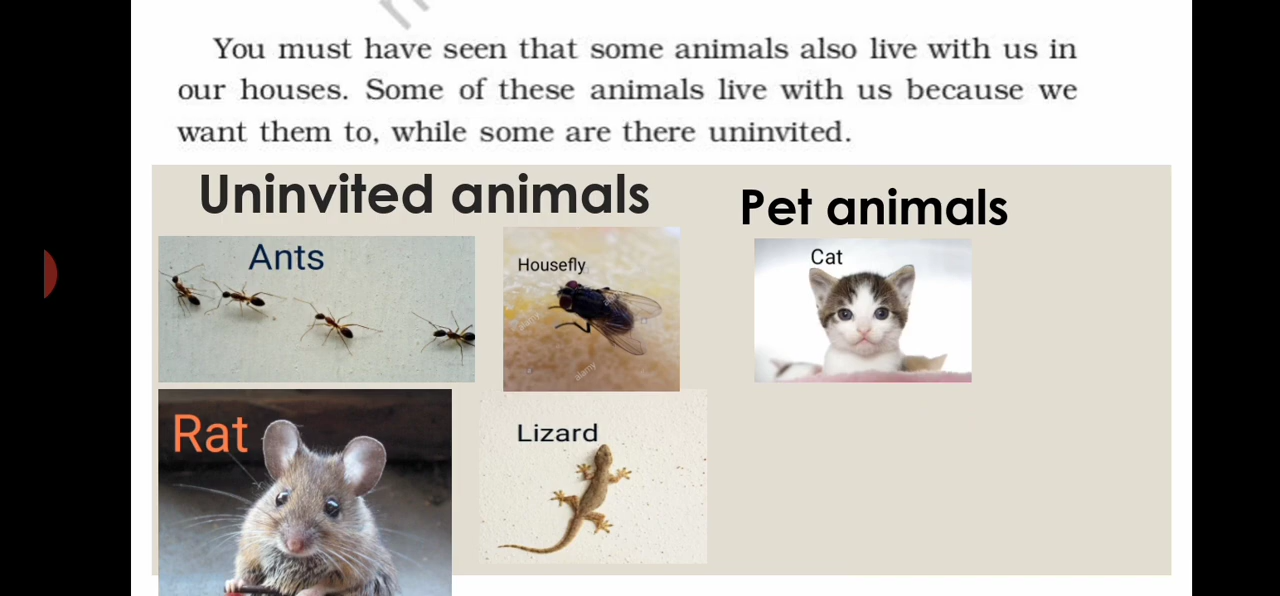 You must have seen that some animals also live with us in
our houses. Some of these animals live with us because we
want them to, while some are there uninvited.
Uninvited animals
Pet animals
Ants
Housefly
Cat
Rat
Lizard
alamy